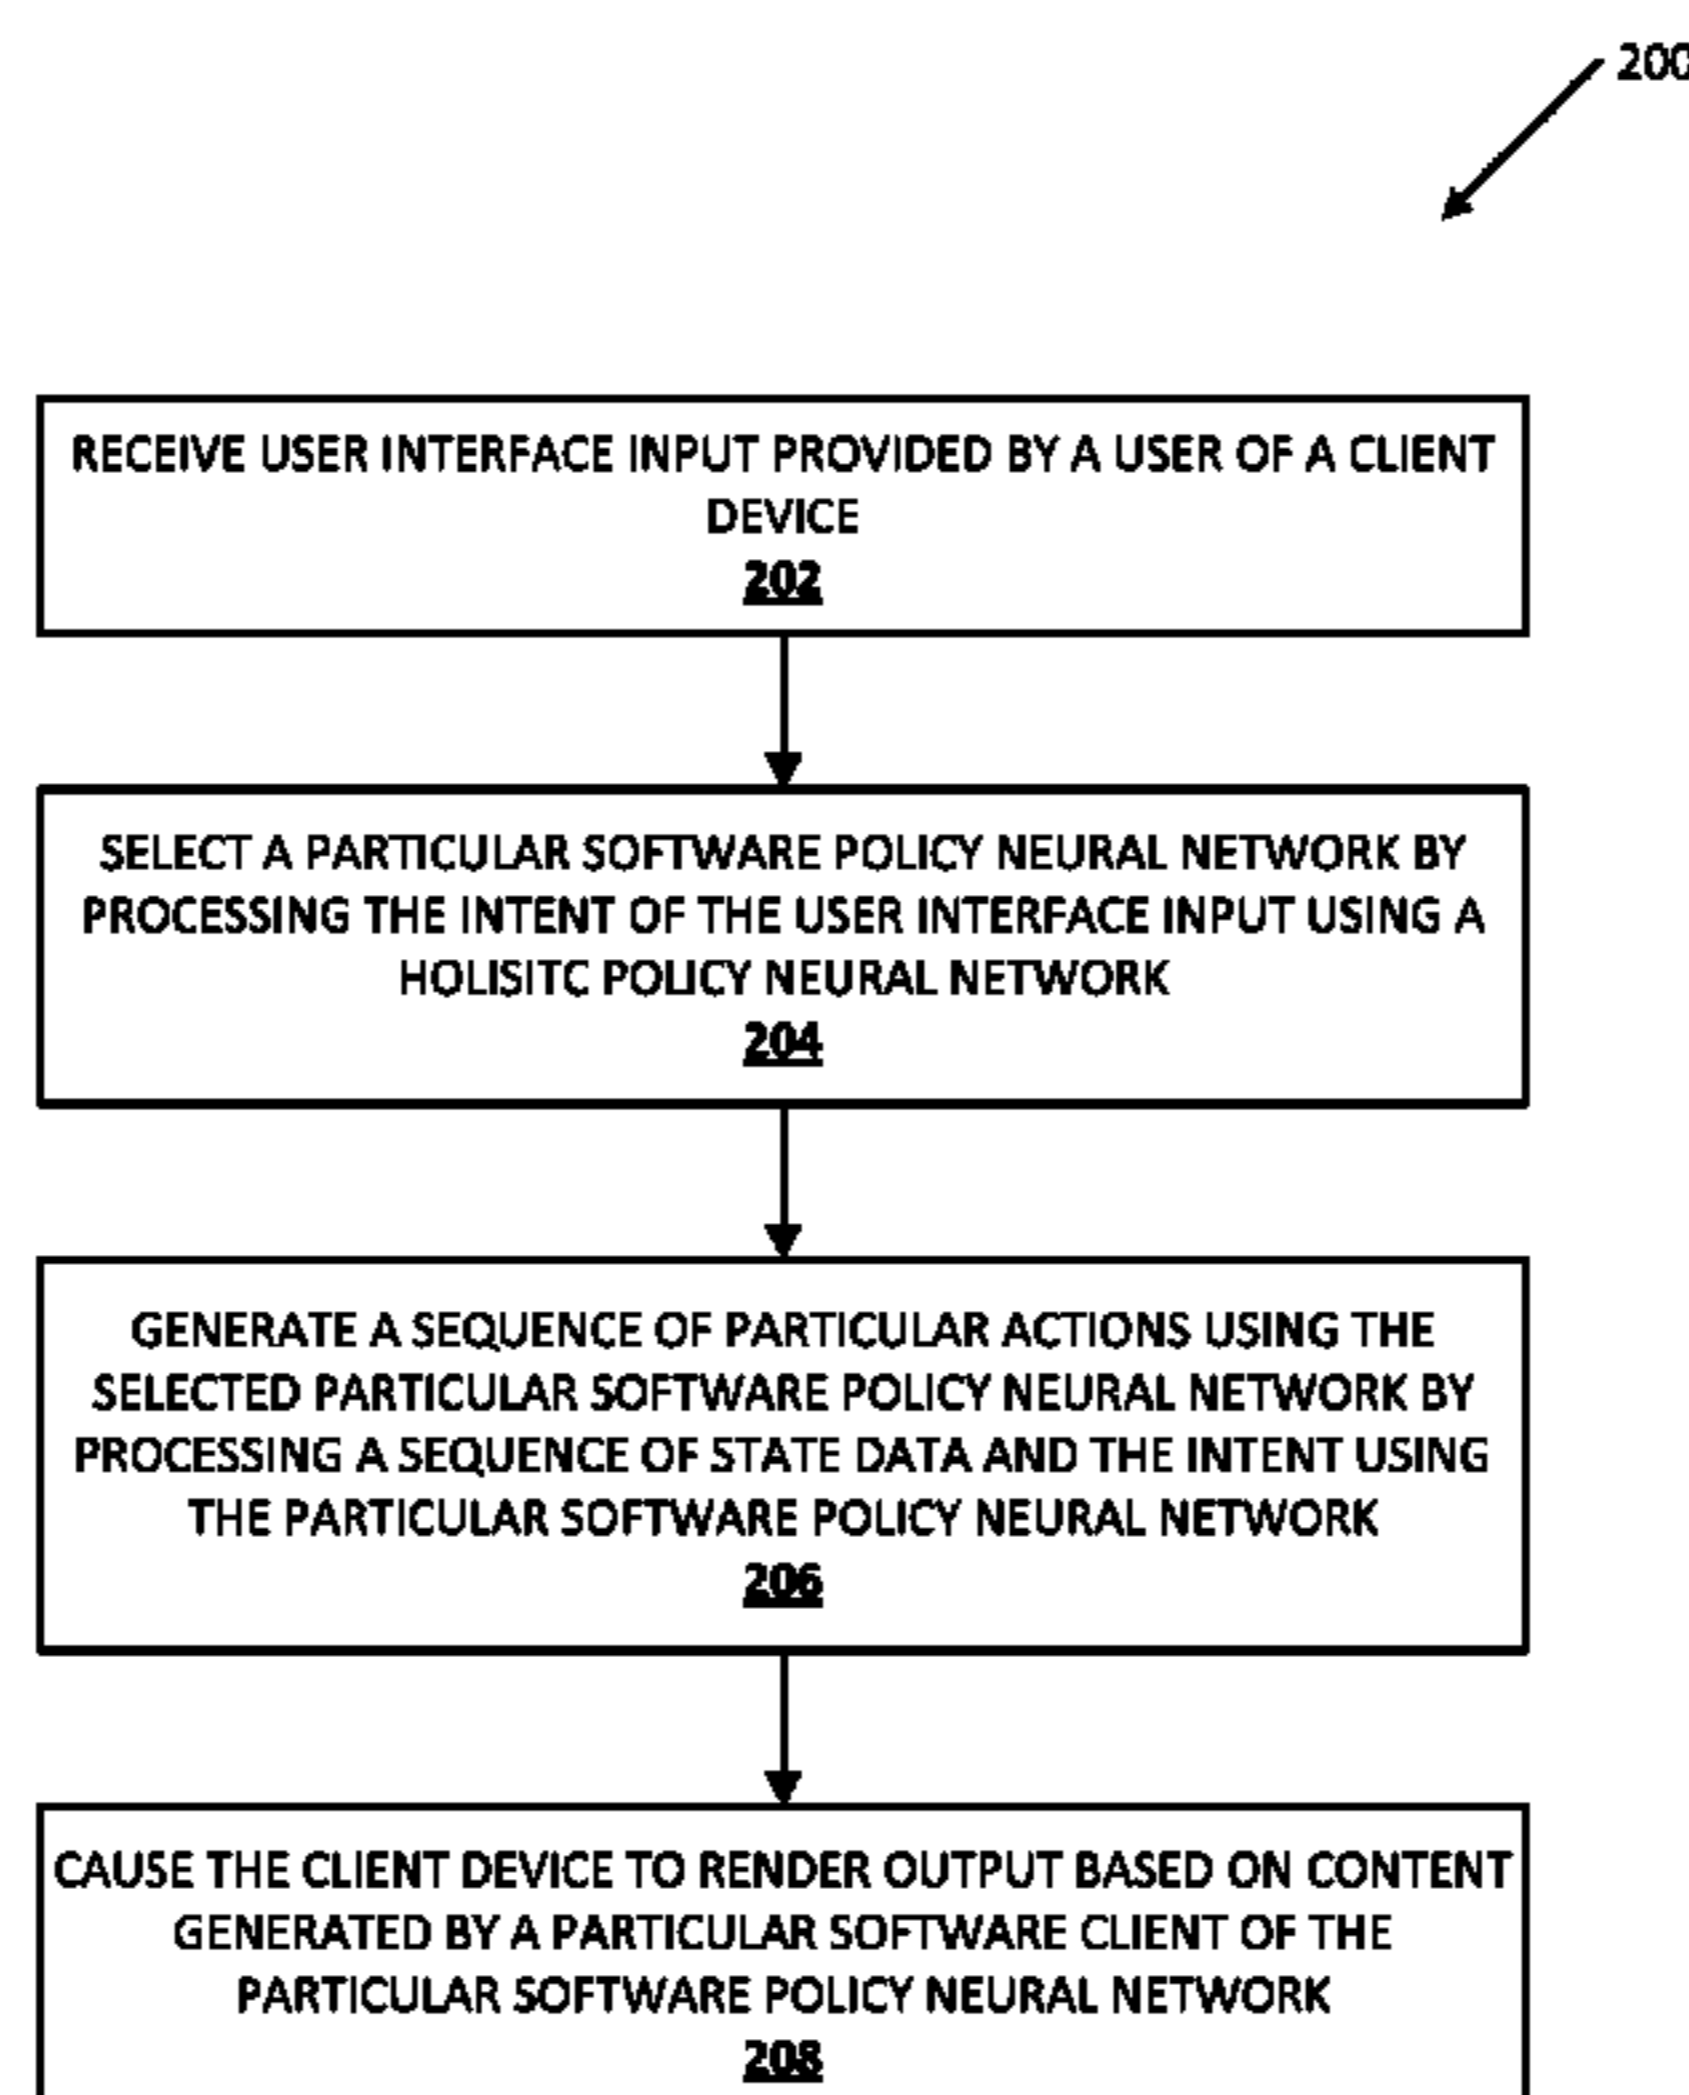 200
RECEIVE USER INTERFACE INPUT PROVIDED BY A USER OF A CLIENT
DEVICE
202
SELECT A PARTICULAR SOFTWARE POLICY NEURAL NETWORK BY
PROCESSING THE INTENT OF THE USER INTERFACE INPUT USING A
HOLISITC POLICY NEURAL NETWORK
204
GENERATE A SEQUENCE OF PARTICULAR ACTIONS USING THE
SELECTED PARTICULAR SOFTWARE POLICY NEURAL NETWORK BY
PROCESSING A SEQUENCE OF STATE DATA AND THE INTENT USING
THE PARTICULAR SOFTWARE POLICY NEURAL NETWORK
206
CAUSE THE CLIENT DEVICE TO RENDER OUTPUT BASED ON CONTENT
GENERATED BY A PARTICULAR SOFTWARE CLIENT OF THE
PARTICULAR SOFTWARE POLICY NEURAL NETWORK
208